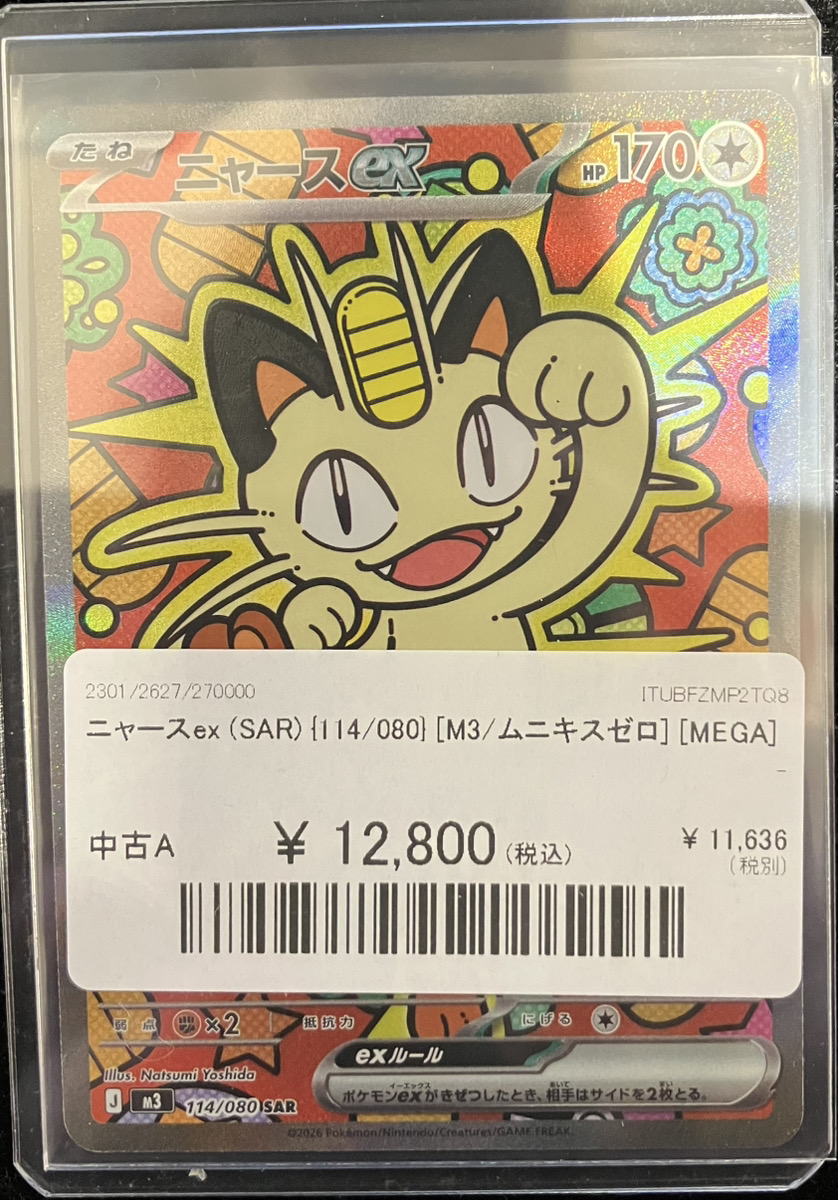 たね ニャースex HP170
2301/2627/270000 ITUBFZMP2TQ8
ニャースex (SAR) {114/080} [M3/ムニキスゼロ] [MEGA]
-
中古A ¥ 12,800(税込) ¥ 11,636
(税別)
弱点 ×2 抵抗力 にげる
exルール
Illus. Natsumi Yoshida
イーエックス あいて まい
ポケモンexがきぜつしたとき、相手はサイドを2枚とる。
J M3 114/080 SAR
©2026 Pokémon/Nintendo/Creatures/GAME FREAK.